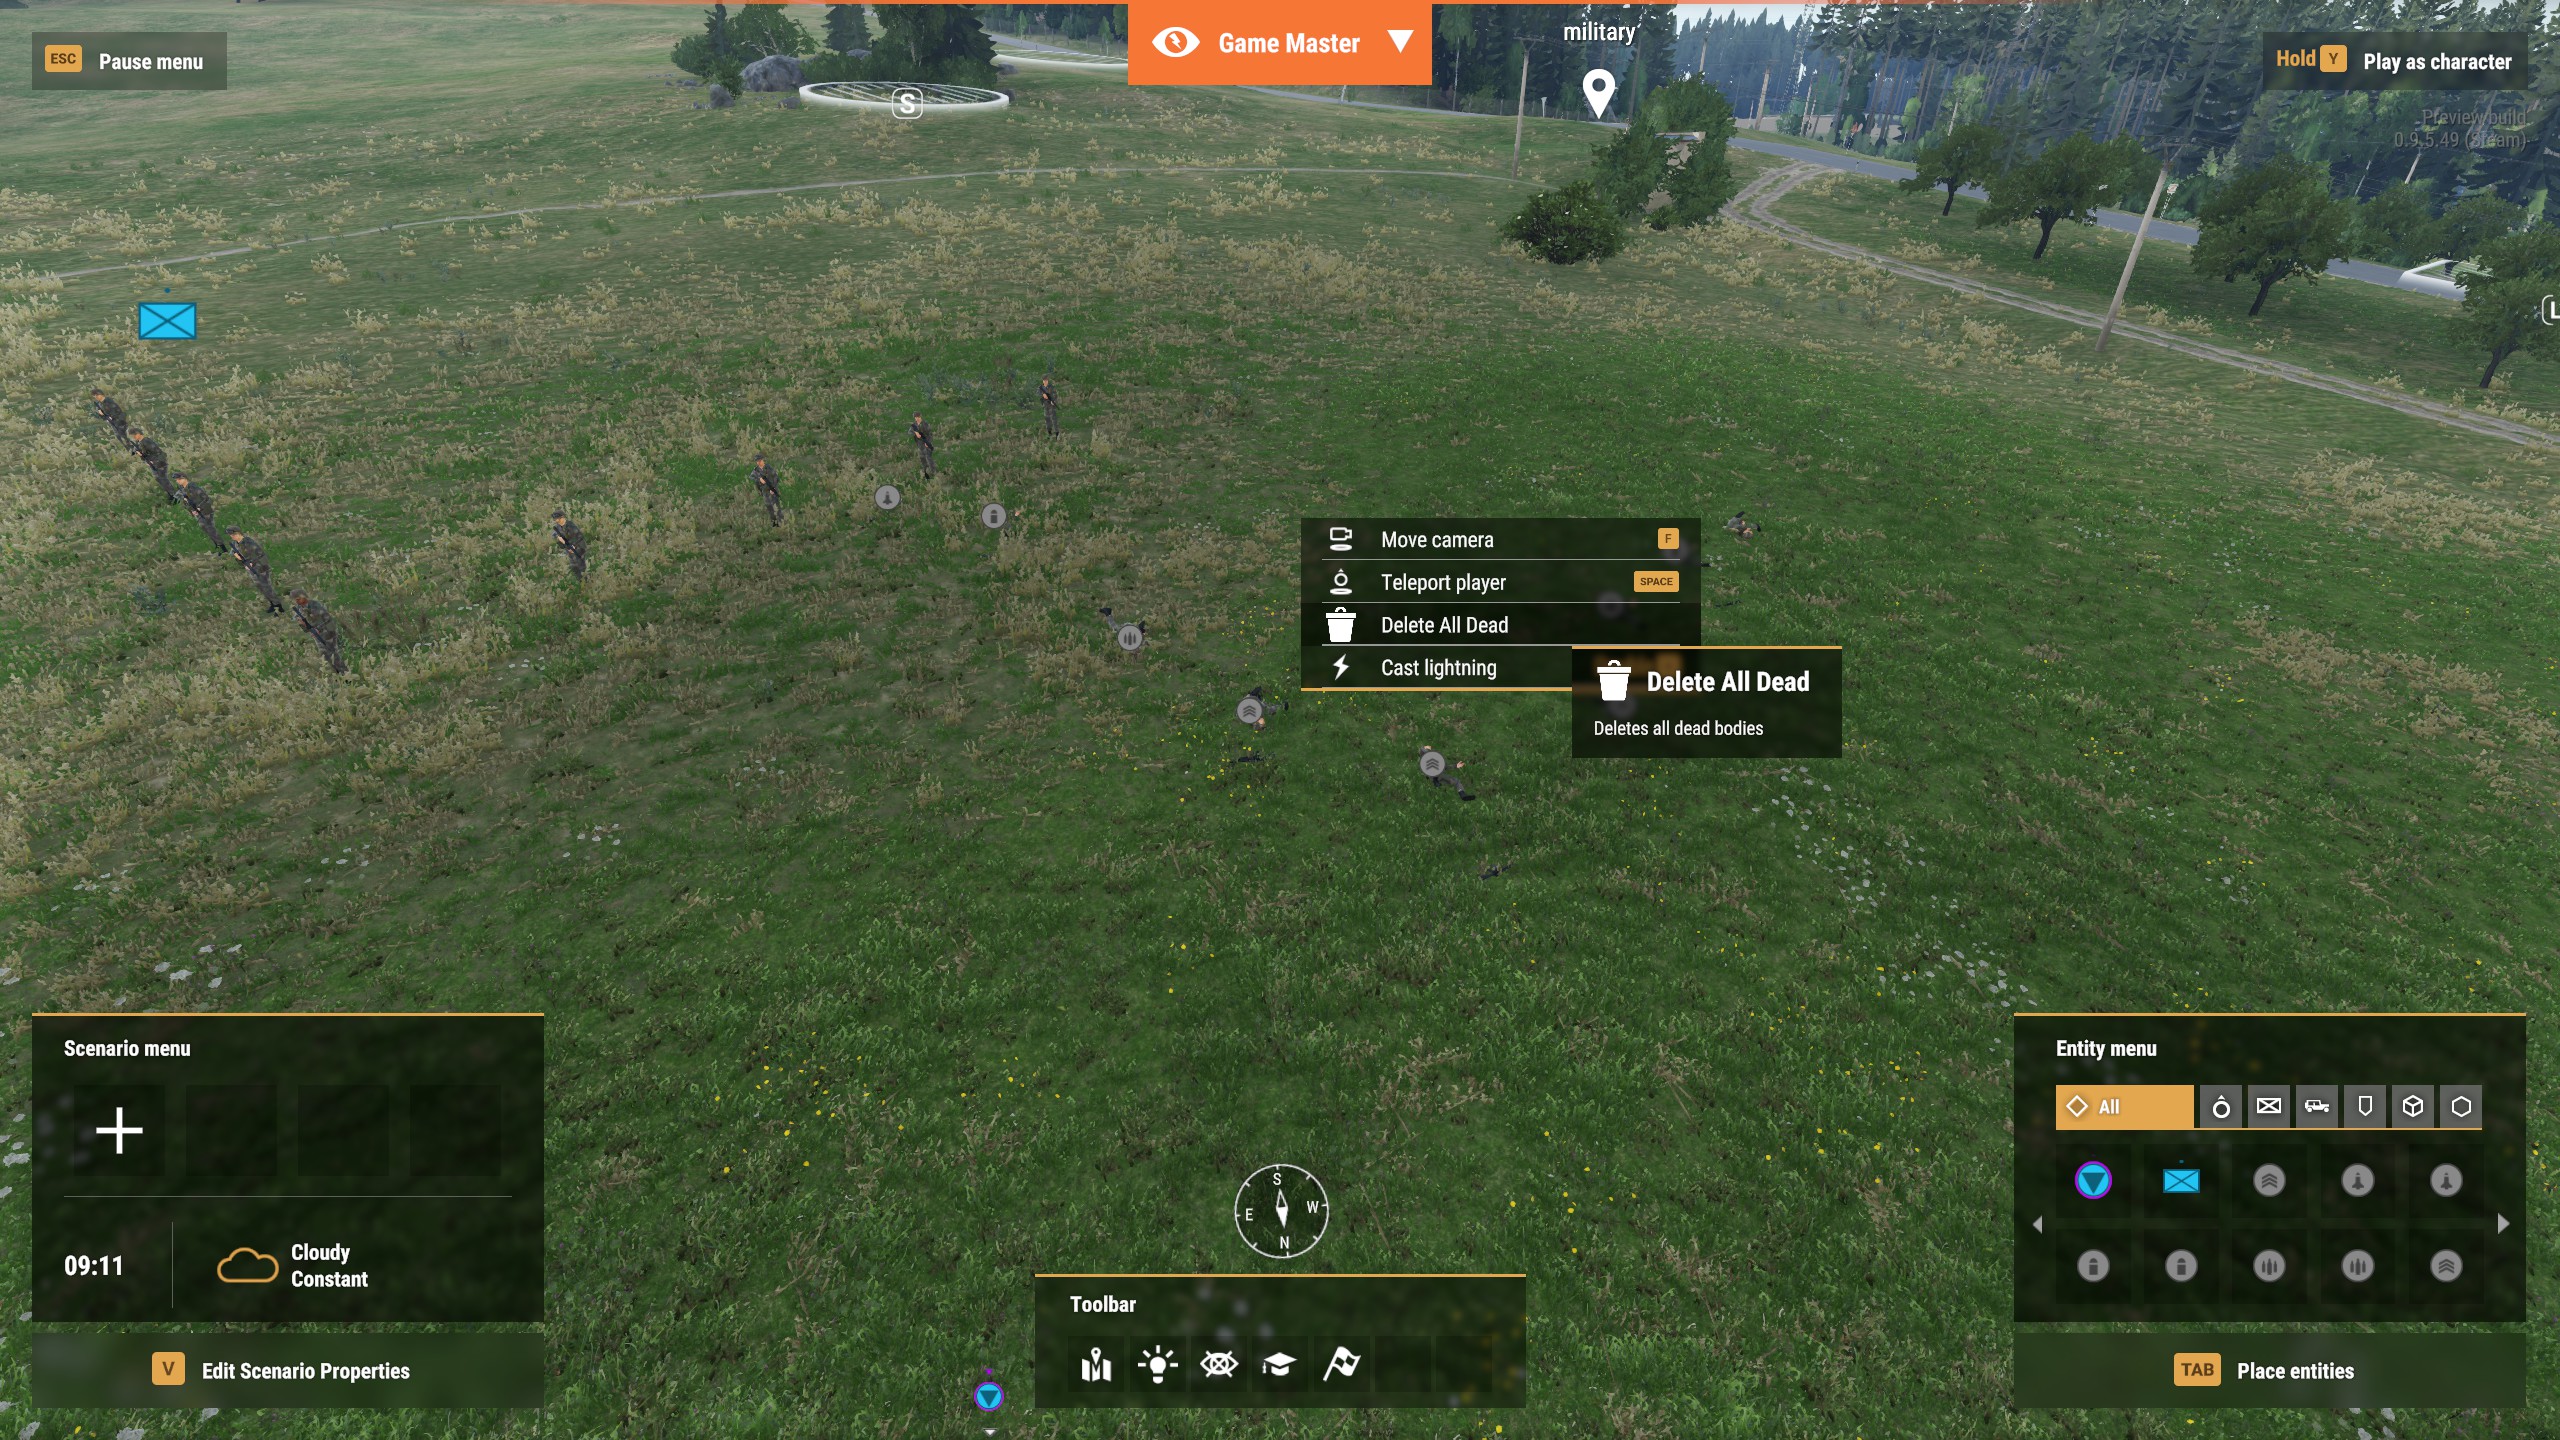 ESC Pause menu
Game Master
military
Hold Y Play as character
Preview build
0.9.5.49 (Steam)
S
L
Move camera F
Teleport player SPACE
Delete All Dead
Cast lightning
Delete All Dead
Deletes all dead bodies
Scenario menu
09:11
Cloudy
Constant
V Edit Scenario Properties
S
E W
N
Toolbar
Entity menu
All
TAB Place entities